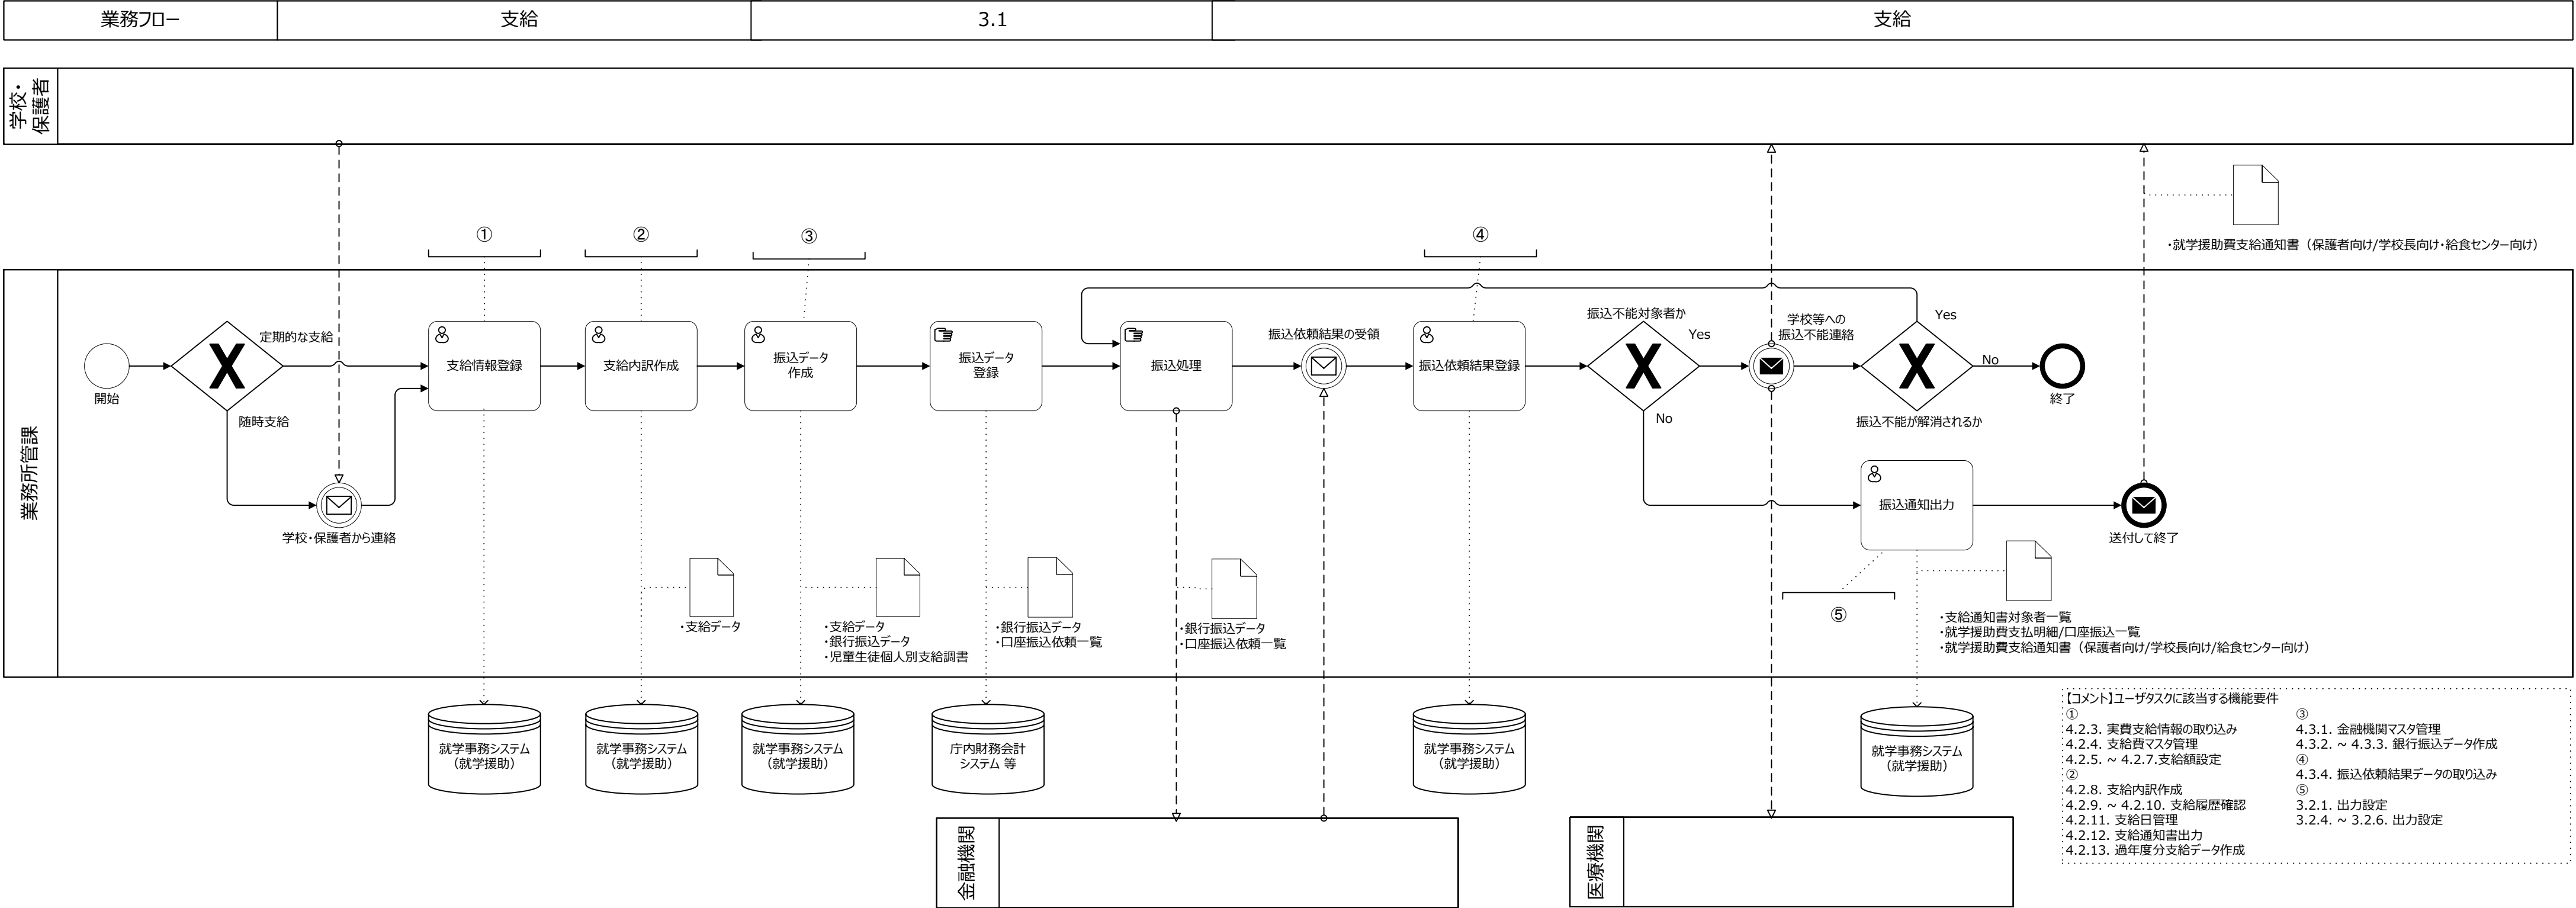 業務フロー
支給
3.1
支給
学校・
保護者
・就学援助費支給通知書（保護者向け/学校長向け・給食センター向け）
①
②
③
④
業務所管課
開始
定期的な支給
随時支給
学校・保護者から連絡
支給情報登録
支給内訳作成
振込データ
作成
振込データ
登録
振込処理
振込依頼結果の受領
振込依頼結果登録
振込不能対象者か
Yes
No
学校等への
振込不能連絡
Yes
No
振込不能が解消されるか
終了
振込通知出力
送付して終了
・支給データ
・支給データ
・銀行振込データ
・児童生徒個人別支給調書
・銀行振込データ
・口座振込依頼一覧
・銀行振込データ
・口座振込依頼一覧
⑤
・支給通知書対象者一覧
・就学援助費支払明細/口座振込一覧
・就学援助費支給通知書（保護者向け/学校長向け/給食センター向け）
就学事務システム
（就学援助）
就学事務システム
（就学援助）
就学事務システム
（就学援助）
庁内財務会計
システム 等
就学事務システム
（就学援助）
就学事務システム
（就学援助）
金融機関
医療機関
【コメント】ユーザタスクに該当する機能要件
①
4.2.3. 実費支給情報の取り込み
4.2.4. 支給費マスタ管理
4.2.5. ~ 4.2.7.支給額設定
②
4.2.8. 支給内訳作成
4.2.9. ~ 4.2.10. 支給履歴確認
4.2.11. 支給日管理
4.2.12. 支給通知書出力
4.2.13. 過年度分支給データ作成
③
4.3.1. 金融機関マスタ管理
4.3.2. ~ 4.3.3. 銀行振込データ作成
④
4.3.4. 振込依頼結果データの取り込み
⑤
3.2.1. 出力設定
3.2.4. ~ 3.2.6. 出力設定